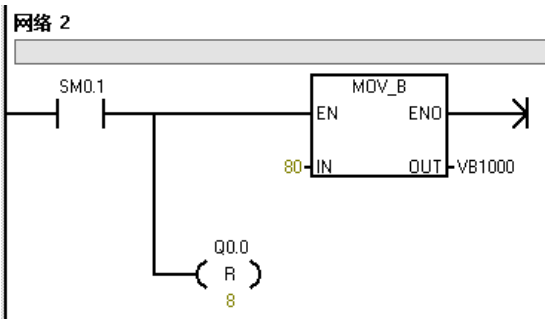 网络 2
SM0.1
MOV_B
EN ENO
80 IN OUT VB1000
Q0.0
R
8